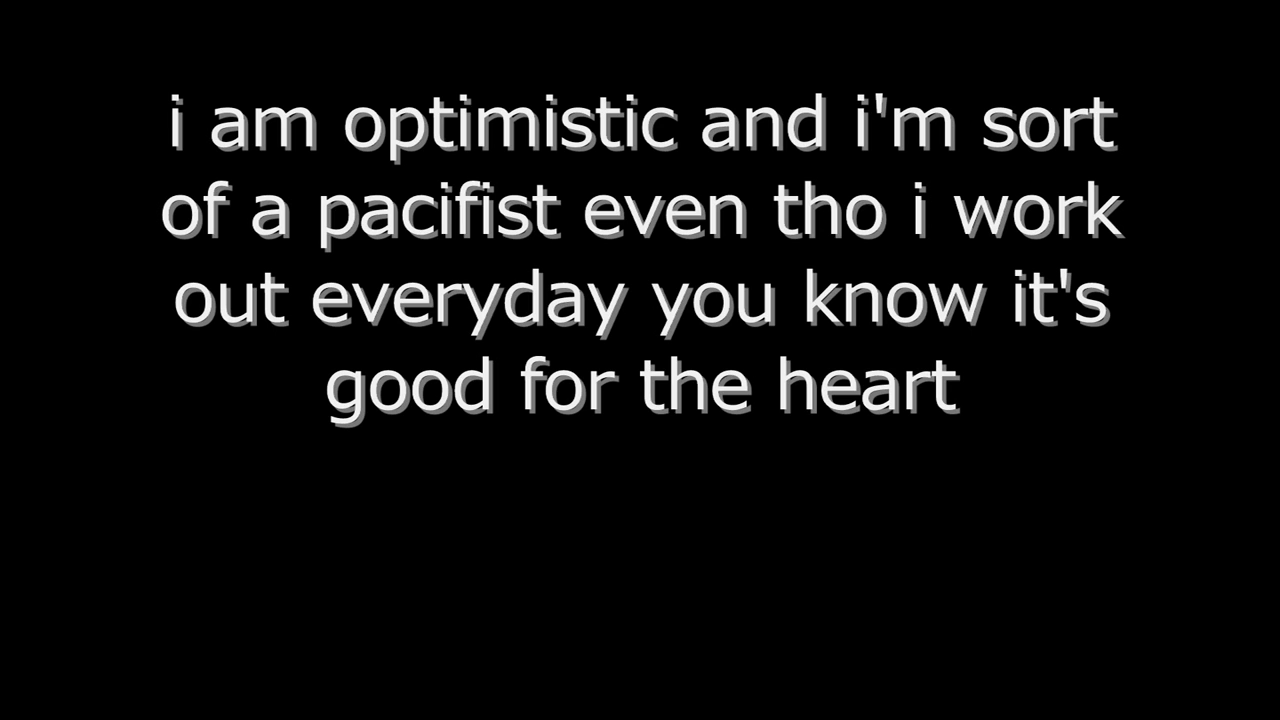 i am optimistic and i'm sort
of a pacifist even tho i work
out everyday you know it's
good for the heart